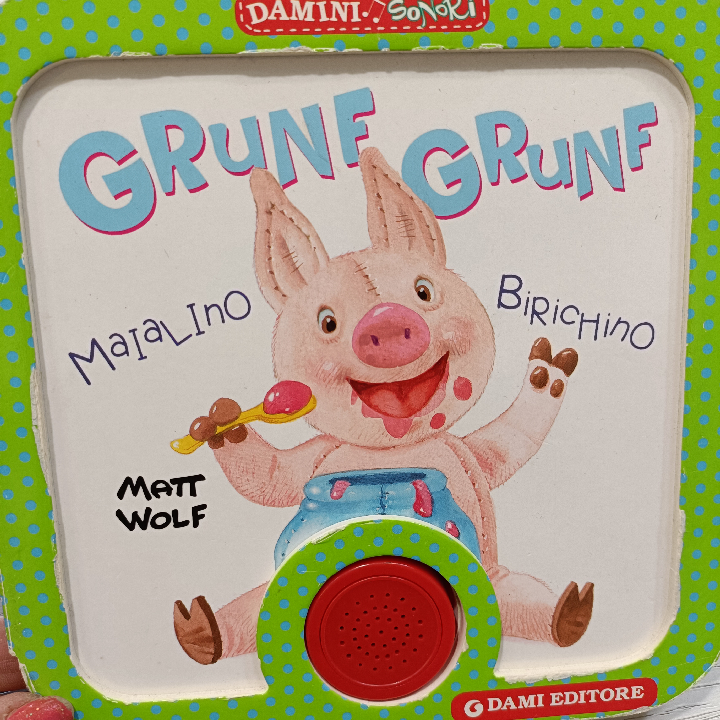 DAMINI SONORI
GRUNF GRUNF
MAIALINO BIRICHINO
MATT
WOLF
DAMI EDITORE